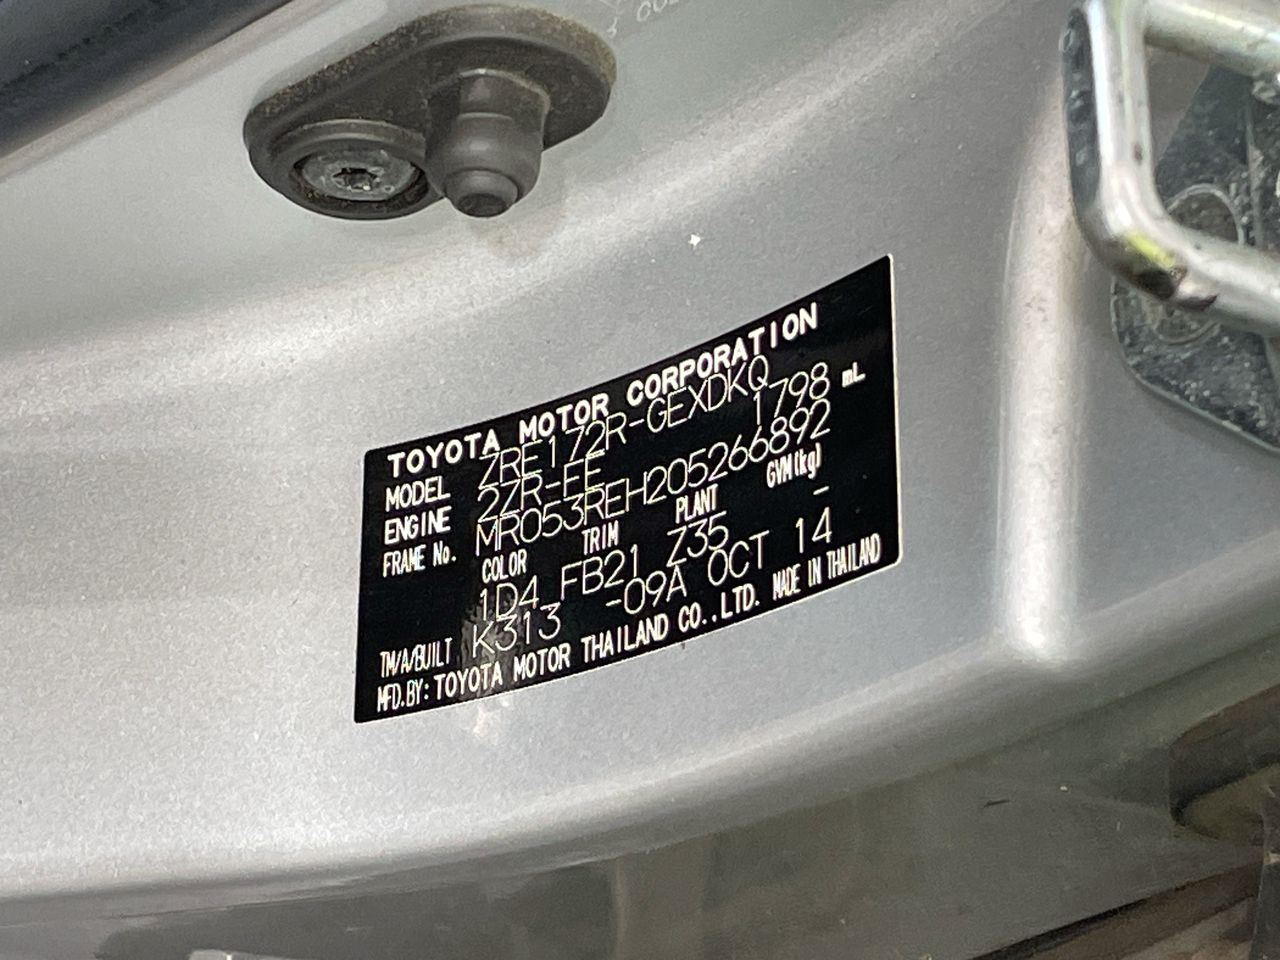 TOYOTA MOTOR CORPORATION
MODEL ZRE172R-GEXDKQ
ENGINE 2ZR-FE 1798 mL
FRAME No. MR053REH205266892
COLOR TRIM PLANT GVM(kg)
1D4 FB21 Z35 -
TM/A/BUILT K313 -09A OCT 14
MFD.BY: TOYOTA MOTOR THAILAND CO.,LTD. MADE IN THAILAND